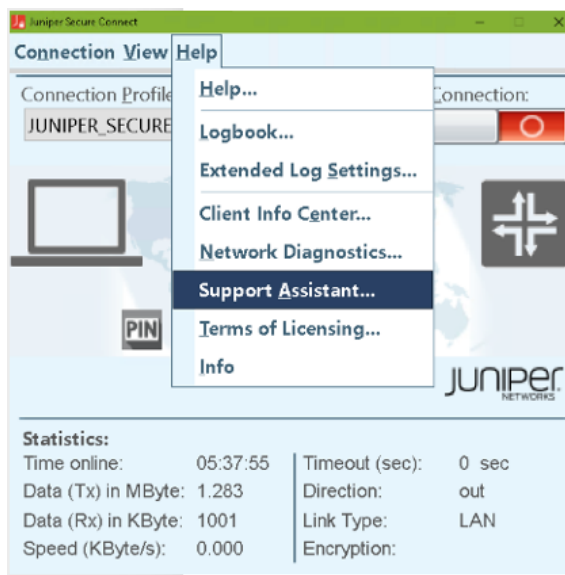 Juniper Secure Connect
Connection View Help
Connection Profile
Connection:
JUNIPER_SECURE
Help...
Logbook...
Extended Log Settings...
Client Info Center...
Network Diagnostics...
Support Assistant...
Terms of Licensing...
Info
PIN
JUNIPER
NETWORKS
Statistics:
Time online: 05:37:55 Timeout (sec): 0 sec
Data (Tx) in MByte: 1.283 Direction: out
Data (Rx) in KByte: 1001 Link Type: LAN
Speed (KByte/s): 0.000 Encryption: